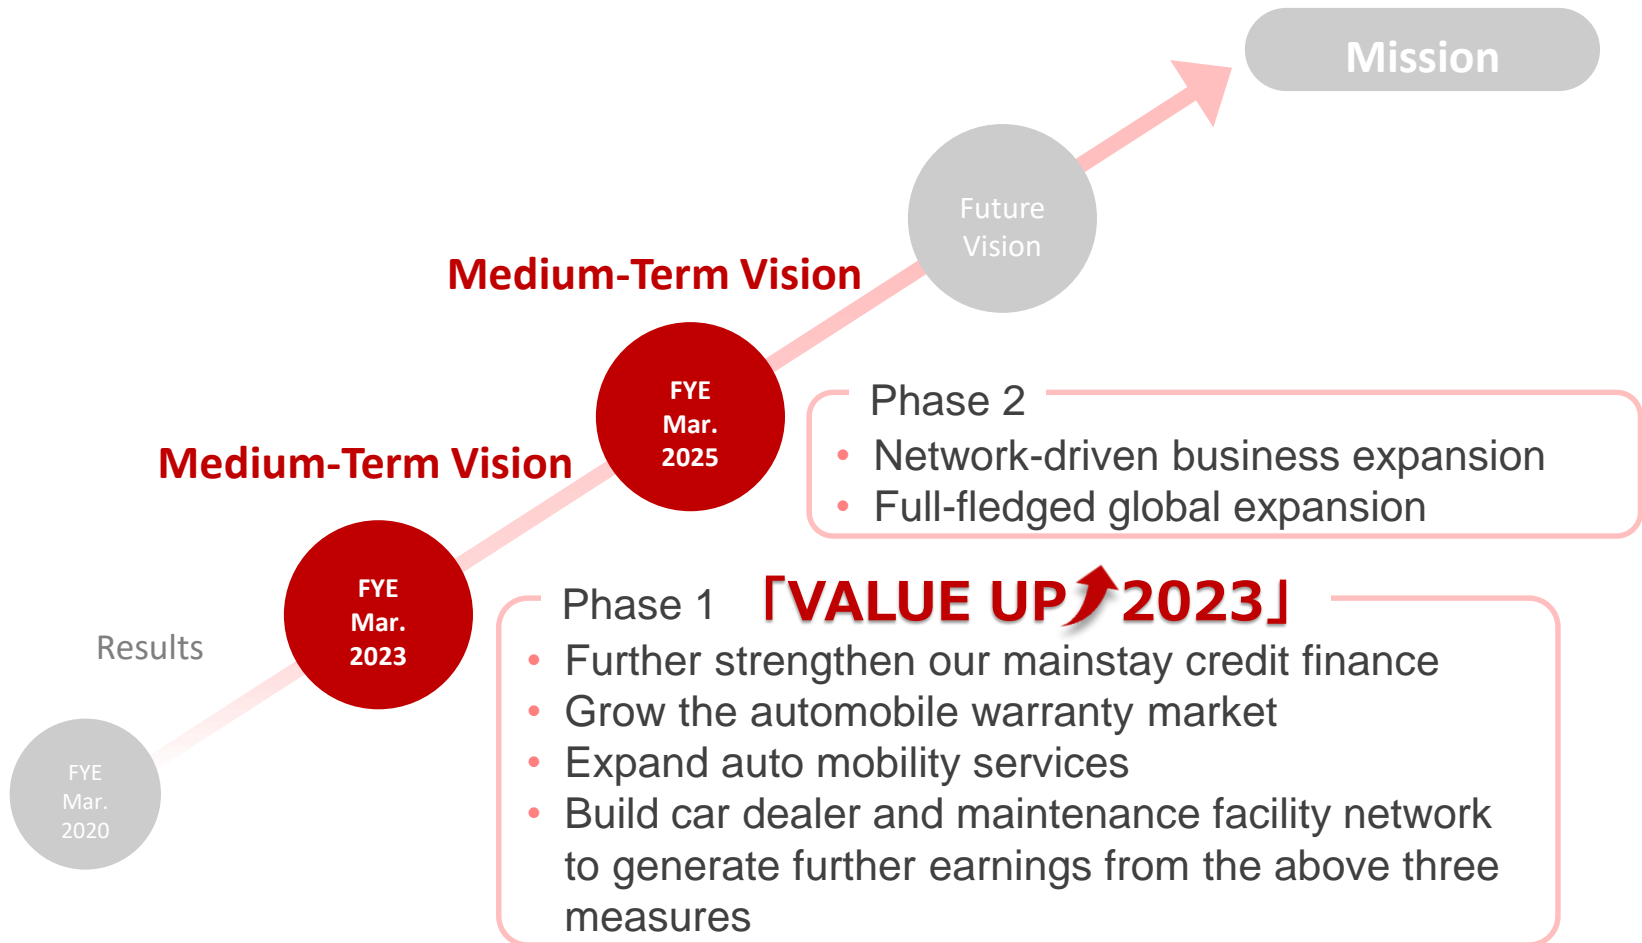 Mission
Future
Vision
Medium-Term Vision
FYE
Mar.
2025
Phase 2
• Network-driven business expansion
• Full-fledged global expansion
Medium-Term Vision
FYE
Mar.
2023
Phase 1 「VALUE UP 2023」
• Further strengthen our mainstay credit finance
• Grow the automobile warranty market
• Expand auto mobility services
• Build car dealer and maintenance facility network
to generate further earnings from the above three
measures
Results
FYE
Mar.
2020